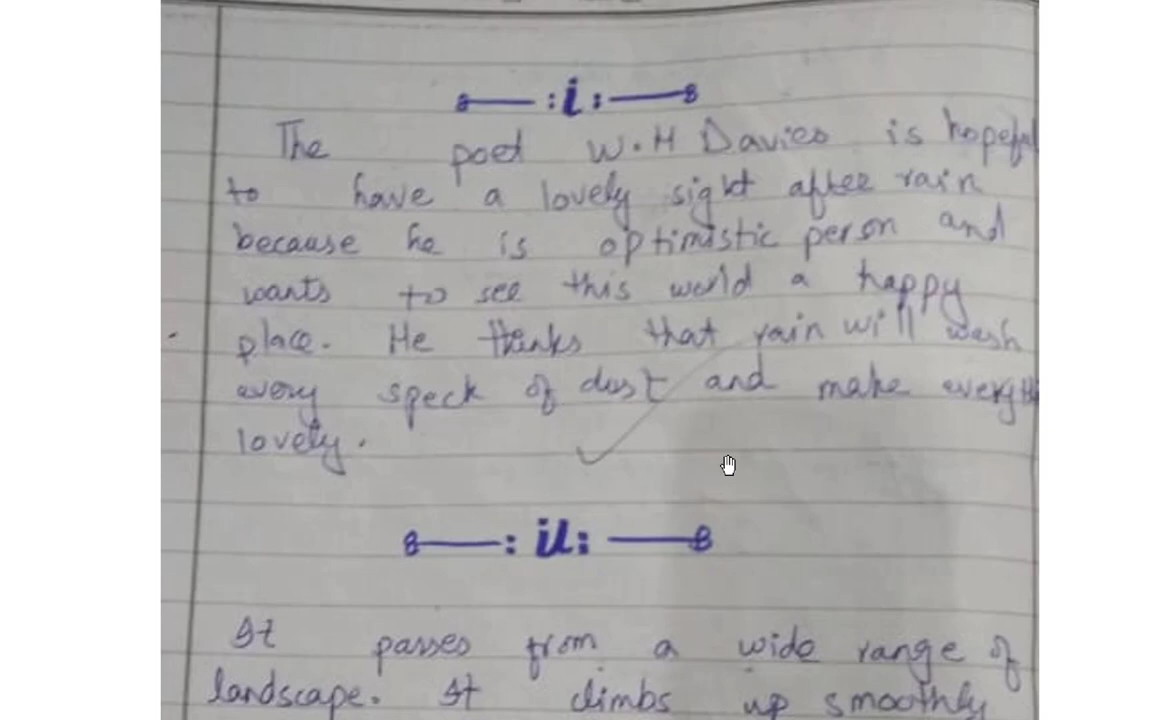 : i :
The poet W.H Davies is hopeful
to have a lovely sight after rain
because he is optimistic person and
wants to see this world a happy
place. He thinks that rain will wash
every speck of dust and make everyth
lovely.
: ii :
It passes from a wide range of
landscape. It climbs up smoothly